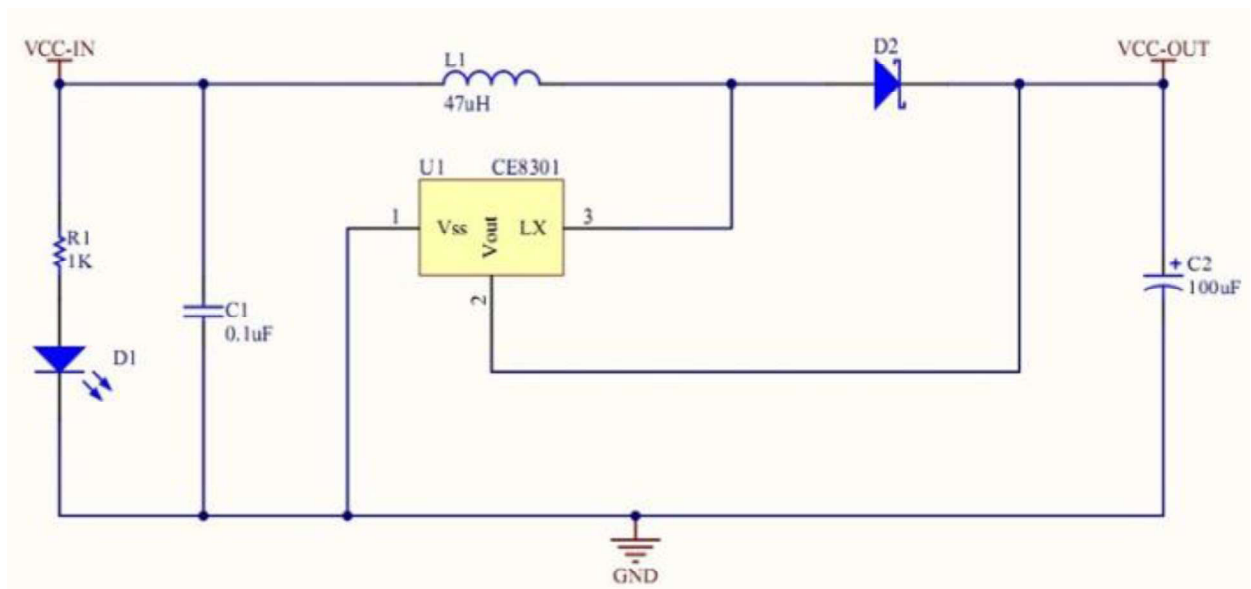 VCC-IN
L1
47uH
D2
VCC-OUT
U1 CE8301
1 Vss Vout LX 3
2
R1
1K
C1
0.1uF
D1
+ C2
100uF
GND